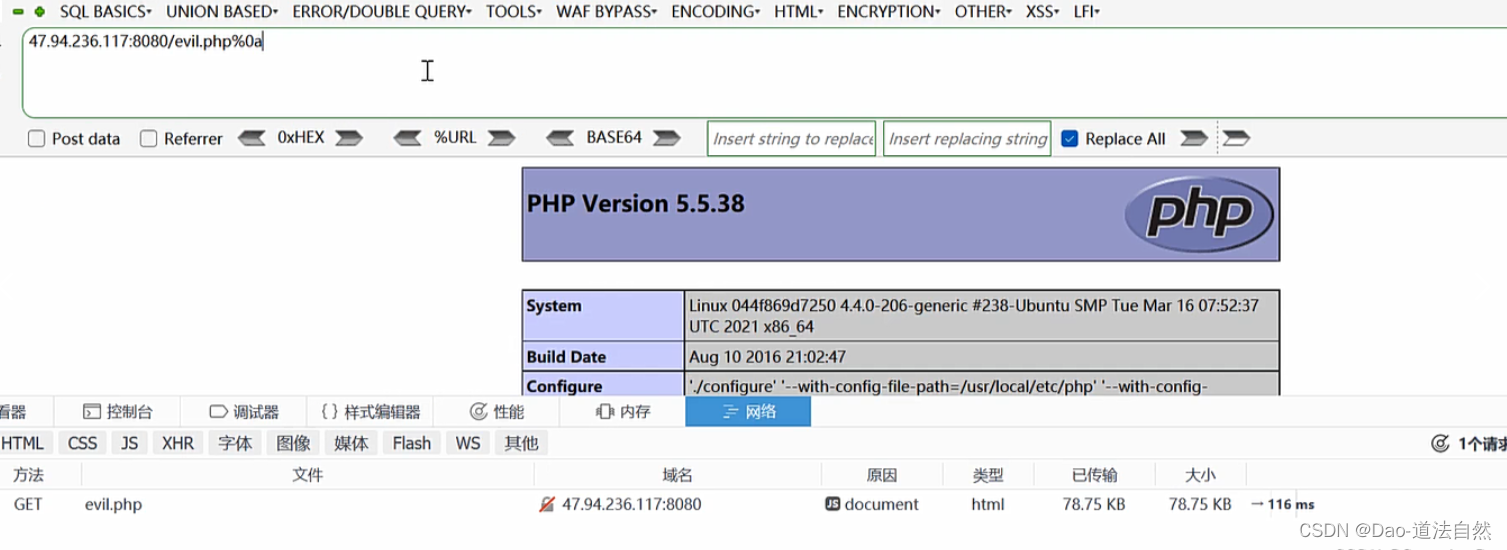 SQL BASICS▾ UNION BASED▾ ERROR/DOUBLE QUERY▾ TOOLS▾ WAF BYPASS▾ ENCODING▾ HTML▾ ENCRYPTION▾ OTHER▾ XSS▾ LFI▾
47.94.236.117:8080/evil.php%0a
Post data Referrer 0xHEX %URL BASE64 Insert string to replace Insert replacing string Replace All
PHP Version 5.5.38
php
System Linux 044f869d7250 4.4.0-206-generic #238-Ubuntu SMP Tue Mar 16 07:52:37
UTC 2021 x86_64
Build Date Aug 10 2016 21:02:47
Configure './configure' '--with-config-file-path=/usr/local/etc/php' '--with-config-
看器 控制台 调试器 {} 样式编辑器 性能 内存 网络
HTML CSS JS XHR 字体 图像 媒体 Flash WS 其他 1个请求
方法 文件 域名 原因 类型 已传输 大小
GET evil.php 47.94.236.117:8080 JS document html 78.75 KB 78.75 KB → 116 ms
CSDN @Dao-道法自然